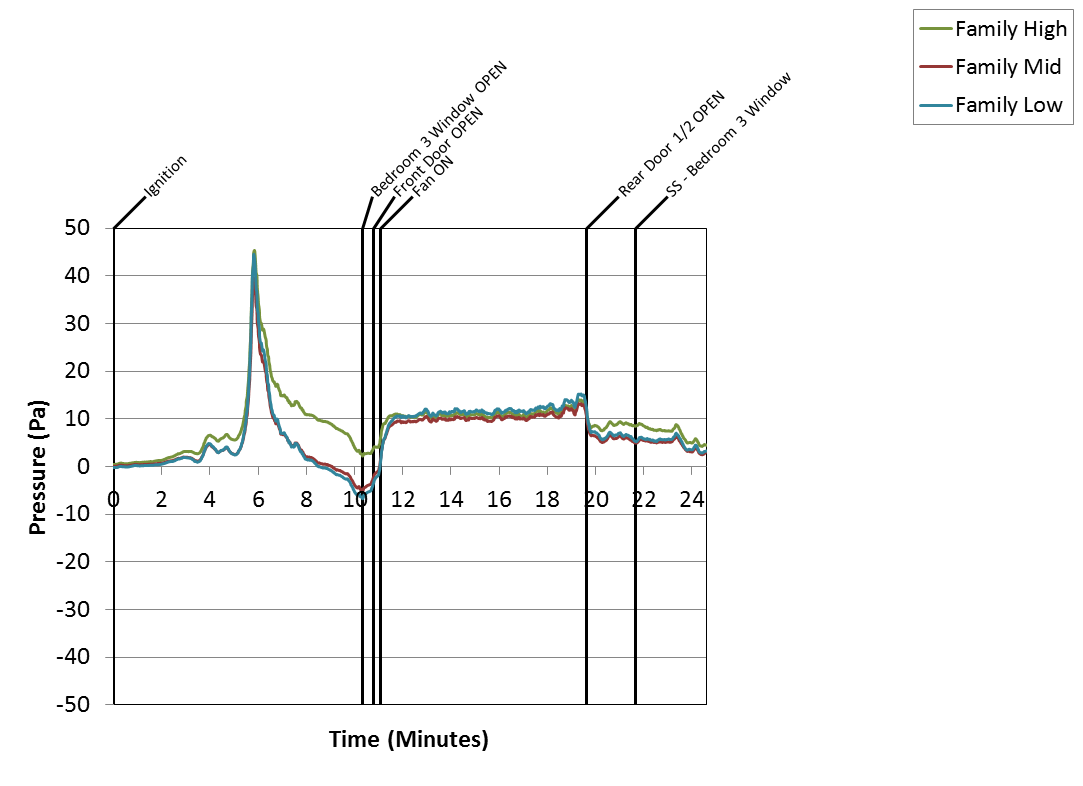 Family High
Family Mid
Family Low
Ignition
Bedroom 3 Window OPEN
Front Door OPEN
Fan ON
Rear Door 1/2 OPEN
SS - Bedroom 3 Window
50
40
30
20
10
0
-10
-20
-30
-40
-50
0 2 4 6 8 10 12 14 16 18 20 22 24
Pressure (Pa)
Time (Minutes)